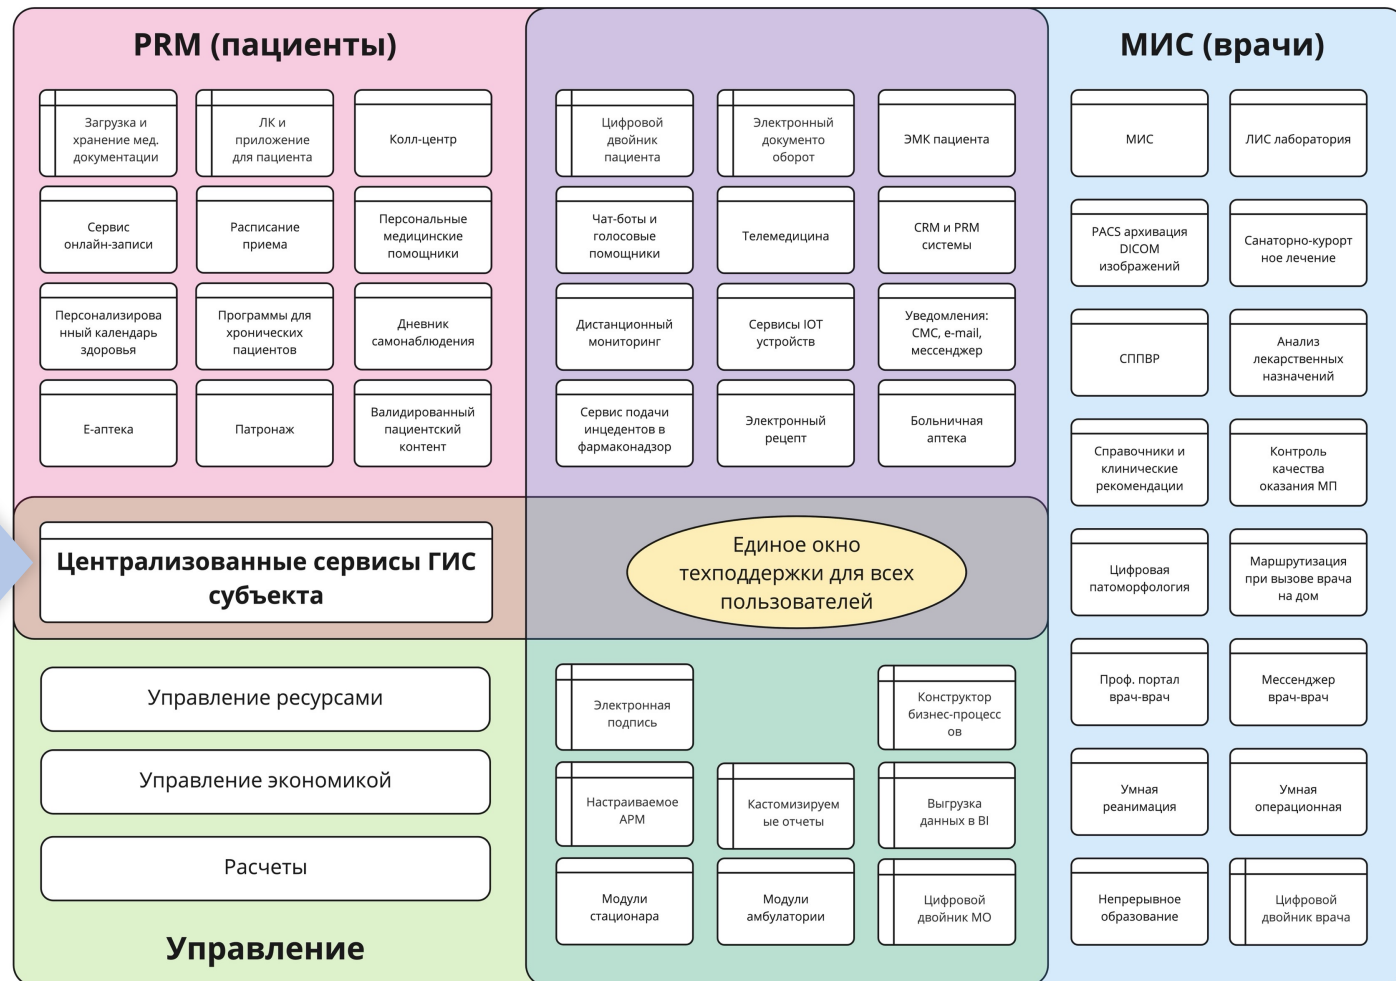 PRM (пациенты)
Загрузка и
хранение мед.
документации
ЛК и
приложение
для пациента
Колл-центр
Сервис
онлайн-записи
Расписание
приема
Персональные
медицинские
помощники
Персонализирова
нный календарь
здоровья
Программы для
хронических
пациентов
Дневник
самонаблюдения
Е-аптека
Патронаж
Валидированный
пациентский
контент
Цифровой
двойник
пациента
Электронный
документо
оборот
ЭМК пациента
Чат-боты и
голосовые
помощники
Телемедицина
CRM и PRM
системы
Дистанционный
мониторинг
Сервисы IOT
устройств
Уведомления:
СМС, e-mail,
мессенджер
Сервис подачи
инцедентов в
фармаконадзор
Электронный
рецепт
Больничная
аптека
МИС (врачи)
МИС
ЛИС лаборатория
PACS архивация
DICOM
изображений
Санаторно-курорт
ное лечение
СППВР
Анализ
лекарственных
назначений
Справочники и
клинические
рекомендации
Контроль
качества
оказания МП
Цифровая
патоморфология
Маршрутизация
при вызове врача
на дом
Проф. портал
врач-врач
Мессенджер
врач-врач
Умная
реанимация
Умная
операционная
Непрерывное
образование
Цифровой
двойник врача
Централизованные сервисы ГИС
субъекта
Единое окно
техподдержки для всех
пользователей
Управление ресурсами
Управление экономикой
Расчеты
Управление
Электронная
подпись
Конструктор
бизнес-процесс
ов
Настраиваемое
АРМ
Кастомизируем
ые отчеты
Выгрузка
данных в BI
Модули
стационара
Модули
амбулатории
Цифровой
двойник МО